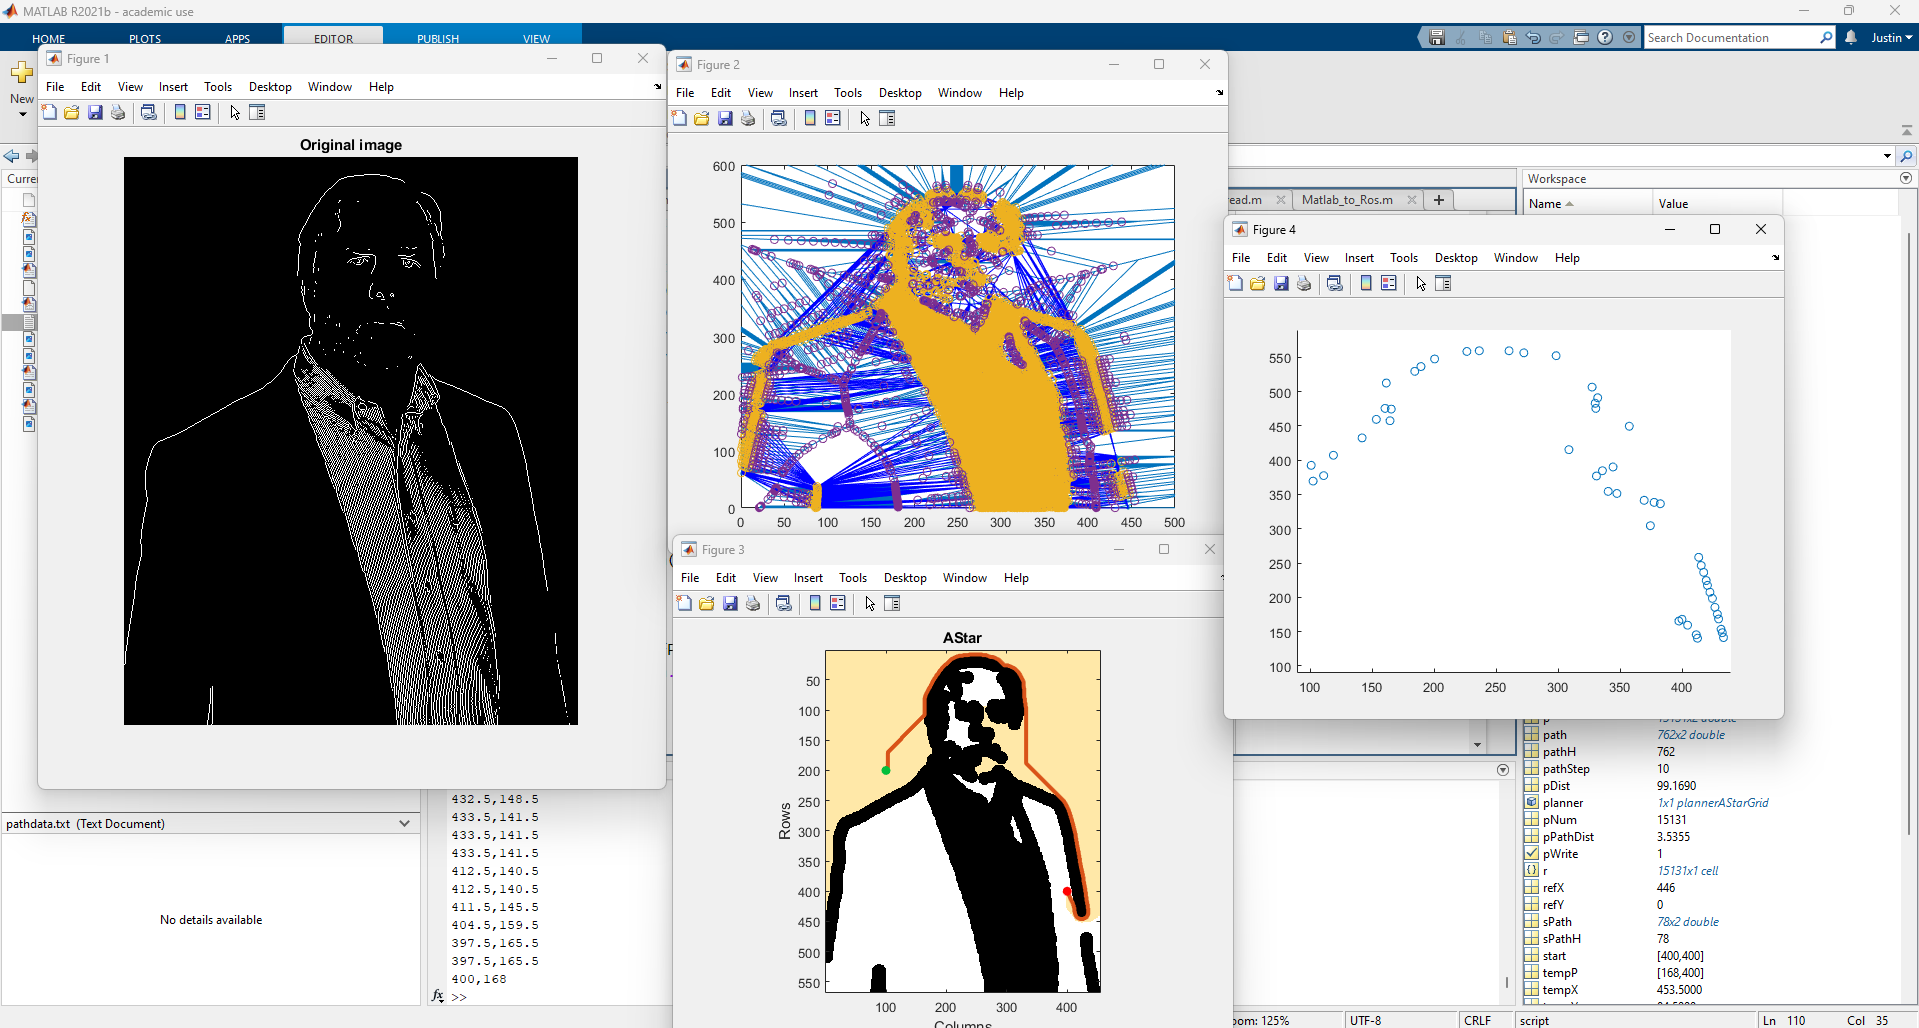 MATLAB R2021b - academic use
HOME PLOTS APPS EDITOR PUBLISH VIEW
Search Documentation
Justin
New
Figure 1
File Edit View Insert Tools Desktop Window Help
Original image
Figure 2
File Edit View Insert Tools Desktop Window Help
600
500
400
300
200
100
0
0 50 100 150 200 250 300 350 400 450 500
Figure 3
File Edit View Insert Tools Desktop Window Help
AStar
Rows
50
100
150
200
250
300
350
400
450
500
550
100 200 300 400
Columns
Figure 4
File Edit View Insert Tools Desktop Window Help
550
500
450
400
350
300
250
200
150
100
100 150 200 250 300 350 400
Curre
ead.m
Matlab_to_Ros.m
Workspace
Name Value
p 15131x2 double
path 762x2 double
pathH 762
pathStep 10
pDist 99.1690
planner 1x1 plannerAStarGrid
pNum 15131
pPathDist 3.5355
pWrite 1
r 15131x1 cell
refX 446
refY 0
sPath 78x2 double
sPathH 78
start [400,400]
tempP [168,400]
tempX 453.5000
pathdata.txt (Text Document)
No details available
432.5,148.5
433.5,141.5
433.5,141.5
433.5,141.5
412.5,140.5
412.5,140.5
411.5,145.5
404.5,159.5
397.5,165.5
397.5,165.5
400,168
fx >>
oom: 125% UTF-8 CRLF script Ln 110 Col 35